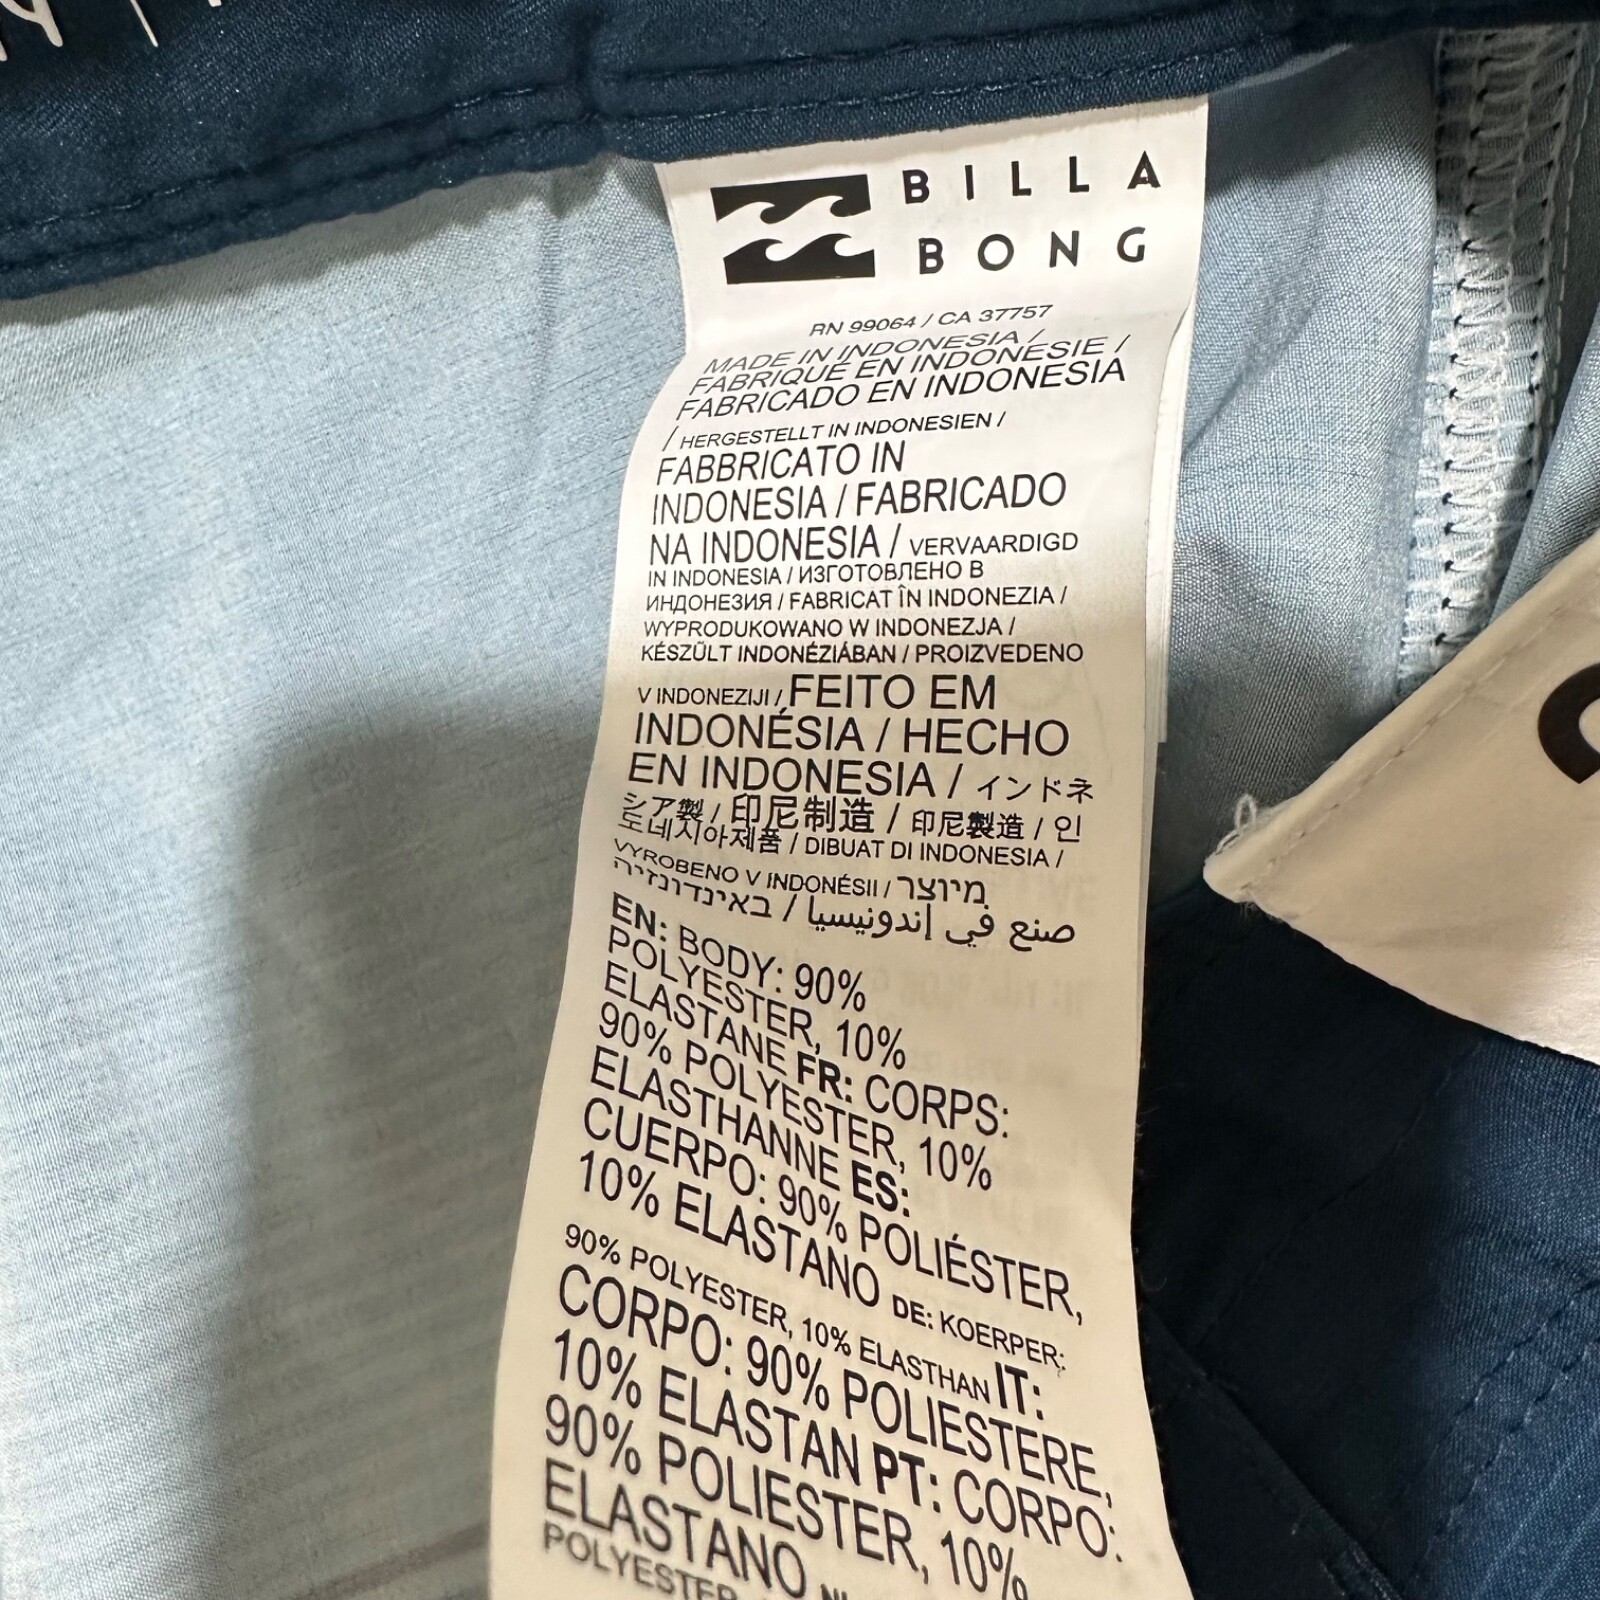 BILLA
BONG
RN 99064 / CA 37757
MADE IN INDONESIA /
FABRIQUÉ EN INDONÉSIE /
FABRICADO EN INDONESIA
/ HERGESTELLT IN INDONESIEN /
FABBRICATO IN
INDONESIA / FABRICADO
NA INDONESIA / VERVAARDIGD
IN INDONESIA / ИЗГОТОВЛЕНО В
ИНДОНЕЗИЯ / FABRICAT ÎN INDONEZIA /
WYPRODUKOWANO W INDONEZJA /
KÉSZÜLT INDONÉZIÁBAN / PROIZVEDENO
V INDONEZIJI / FEITO EM
INDONÉSIA / HECHO
EN INDONESIA / インドネ
シア製 / 印尼制造 / 印尼製造 / 인
도네시아제품 / DIBUAT DI INDONESIA /
VYROBENO V INDONÉSII / מיוצר
באינדונזיה / صنع في إندونيسيا
EN: BODY: 90%
POLYESTER, 10%
ELASTANE FR: CORPS:
90% POLYESTER, 10%
ELASTHANNE ES:
CUERPO: 90% POLIÉSTER,
10% ELASTANO DE: KOERPER:
90% POLYESTER, 10% ELASTHAN IT:
CORPO: 90% POLIESTERE,
10% ELASTAN PT: CORPO:
90% POLIESTER, 10%
ELASTANO
POLYESTER